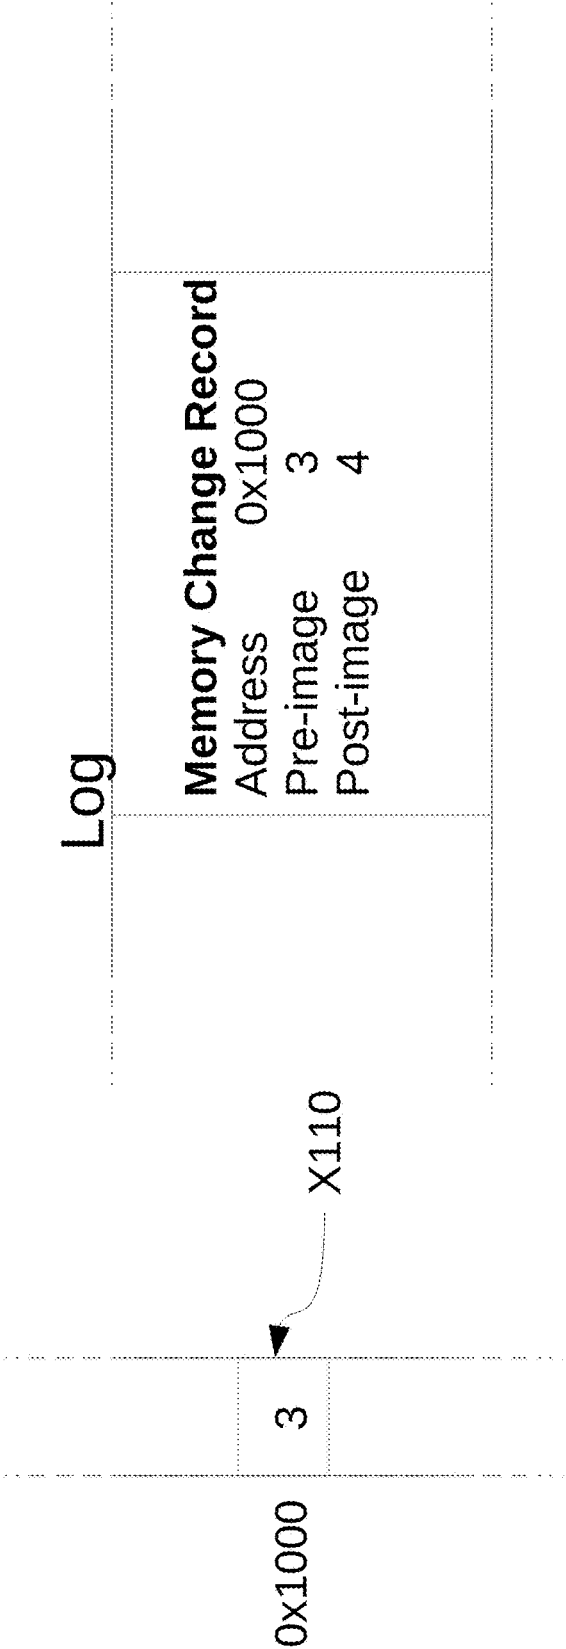 Log
Memory Change Record
Address 0x1000
Pre-image 3
Post-image 4
X110
0x1000 3